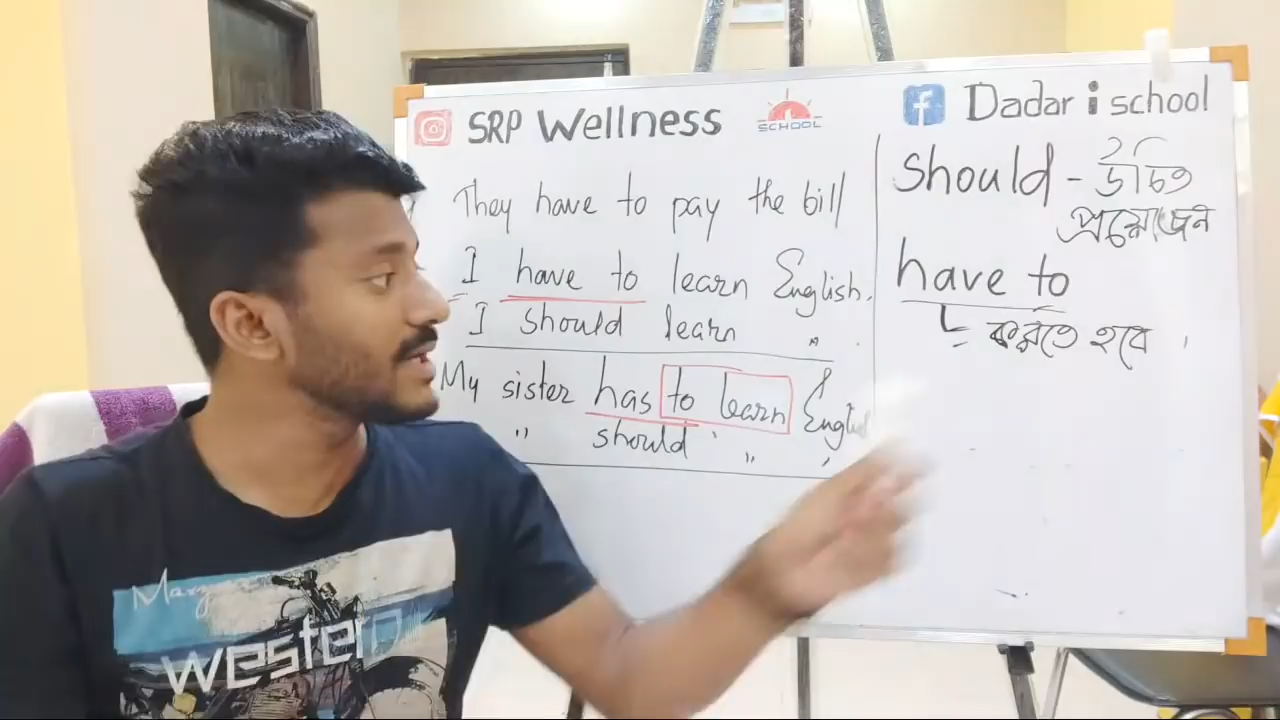 SRP Wellness
SCHOOL
Dadar i school
They have to pay the bill
I have to learn English.
I should learn " .
My sister has to learn English
" should " " "
should - উচিত
প্রয়োজন
have to
করতে হবে
Western